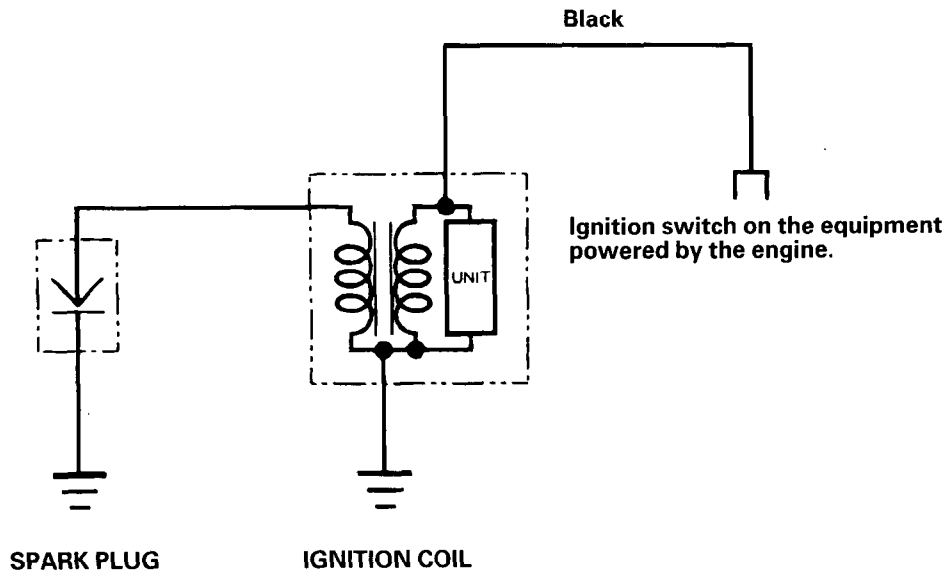 Black
Ignition switch on the equipment
powered by the engine.
UNIT
SPARK PLUG
IGNITION COIL